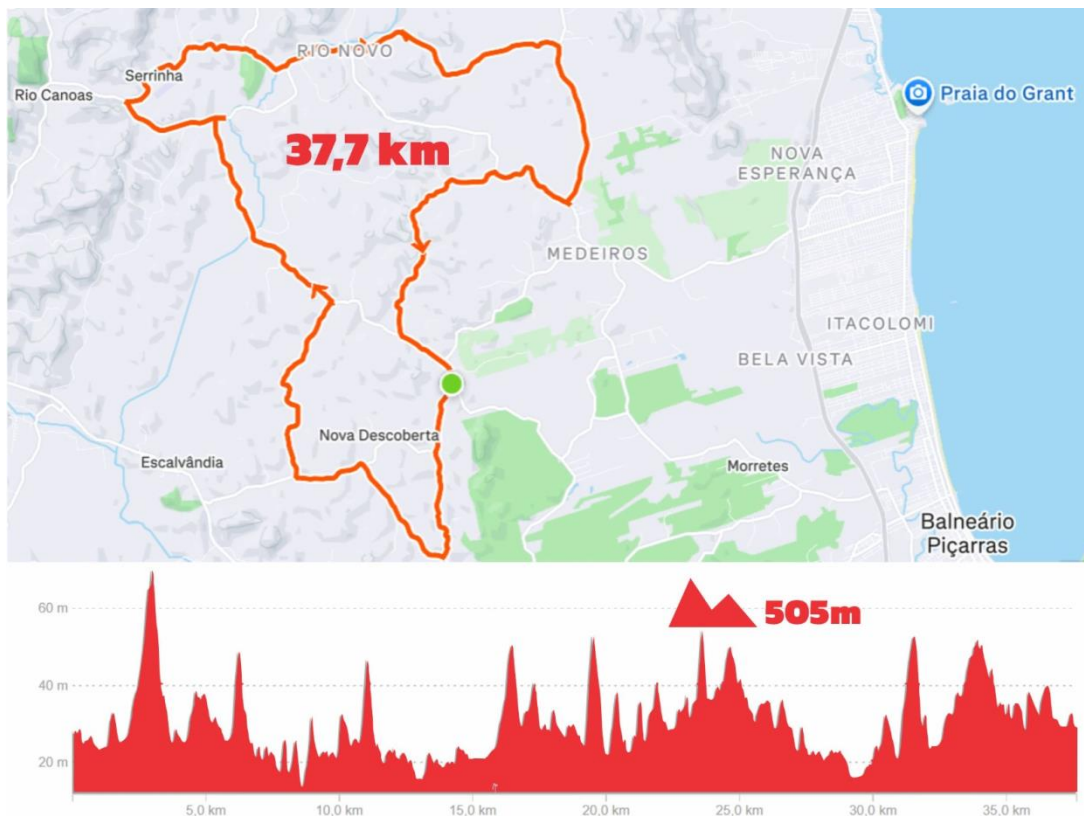 RIO NOVO
Serrinha
Rio Canoas
Praia do Grant
37,7 km
NOVA
ESPERANÇA
MEDEIROS
ITACOLOMI
BELA VISTA
Nova Descoberta
Escalvândia
Morretes
Balneário
Piçarras
505m
60 m
40 m
20 m
5,0 km
10,0 km
15,0 km
20,0 km
25,0 km
30,0 km
35,0 km